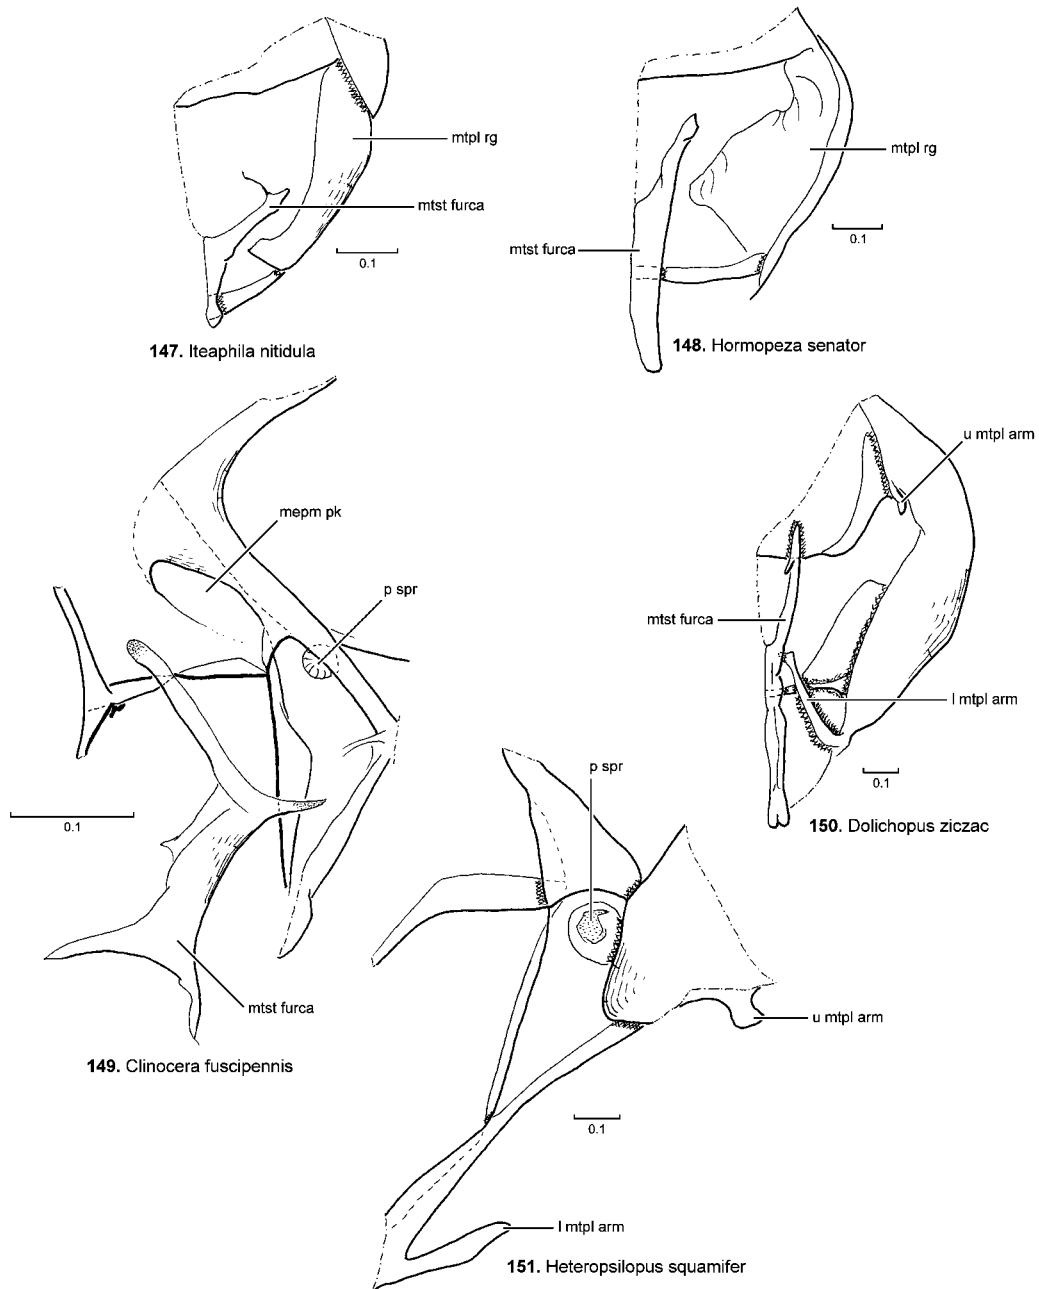 mtpl rg
mtst furca
0.1
147. Iteaphila nitidula
mtpl rg
0.1
mtst furca
148. Hormopeza senator
mepm pk
p spr
0.1
mtst furca
149. Clinocera fuscipennis
u mtpl arm
mtst furca
l mtpl arm
0.1
150. Dolichopus ziczac
p spr
u mtpl arm
0.1
l mtpl arm
151. Heteropsilopus squamifer